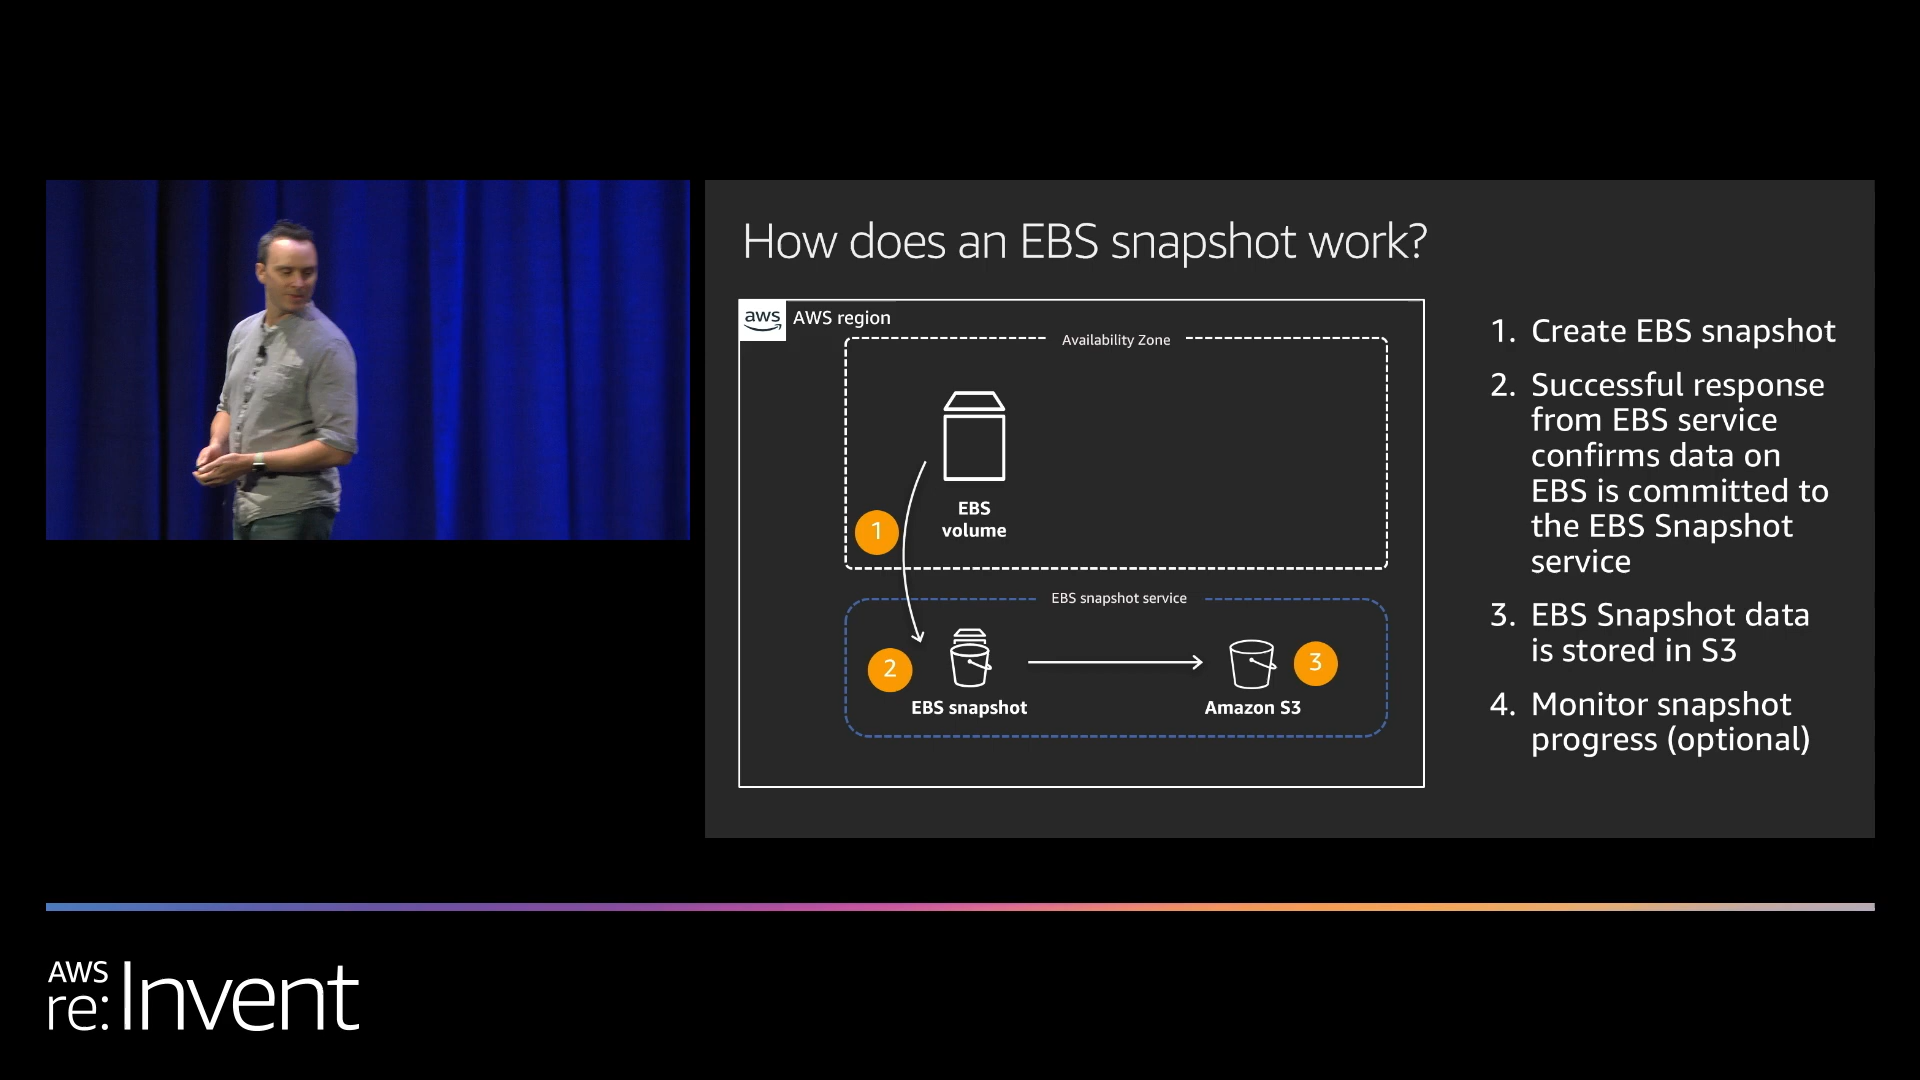 How does an EBS snapshot work?
aws
AWS region
Availability Zone
EBS
volume
1
EBS snapshot service
2
EBS snapshot
Amazon S3
3
1. Create EBS snapshot
2. Successful response
from EBS service
confirms data on
EBS is committed to
the EBS Snapshot
service
3. EBS Snapshot data
is stored in S3
4. Monitor snapshot
progress (optional)
AWS
re:Invent